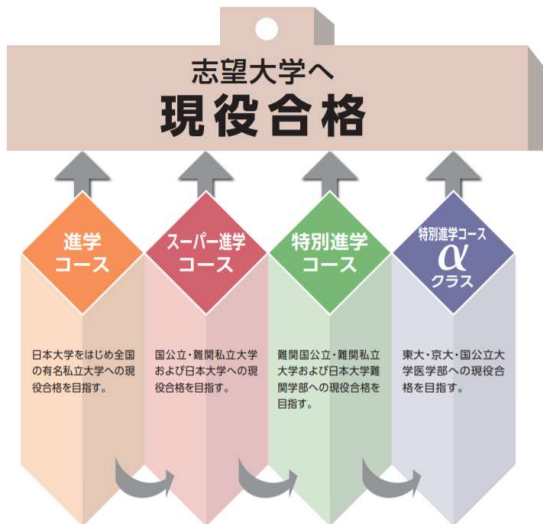 志望大学へ
現役合格
進学
コース
日本大学をはじめ全国
の有名私立大学への現
役合格を目指す。
スーパー進学
コース
国公立・難関私立大学
および日本大学への現
役合格を目指す。
特別進学
コース
難関国公立・難関私立
大学および日本大学難
関学部への現役合格を
目指す。
特別進学コース
α
クラス
東大・京大・国公立大
学医学部への現役合
格を目指す。